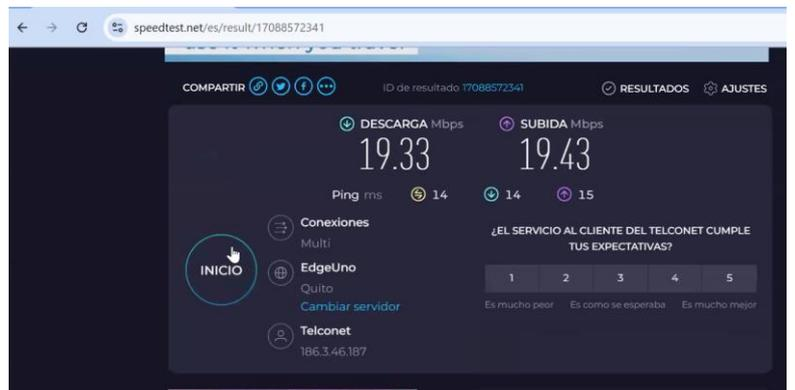 speedtest.net/es/result/17088572341
COMPARTIR ID de resultado 17088572341 RESULTADOS AJUSTES
DESCARGA Mbps SUBIDA Mbps
19.33 19.43
Ping ms 14 14 15
Conexiones
Multi
¿EL SERVICIO AL CLIENTE DEL TELCONET CUMPLE
TUS EXPECTATIVAS?
INICIO
EdgeUno
Quito
Cambiar servidor
1 2 3 4 5
Es mucho peor Es como se esperaba Es mucho mejor
Telconet
186.3.46.187